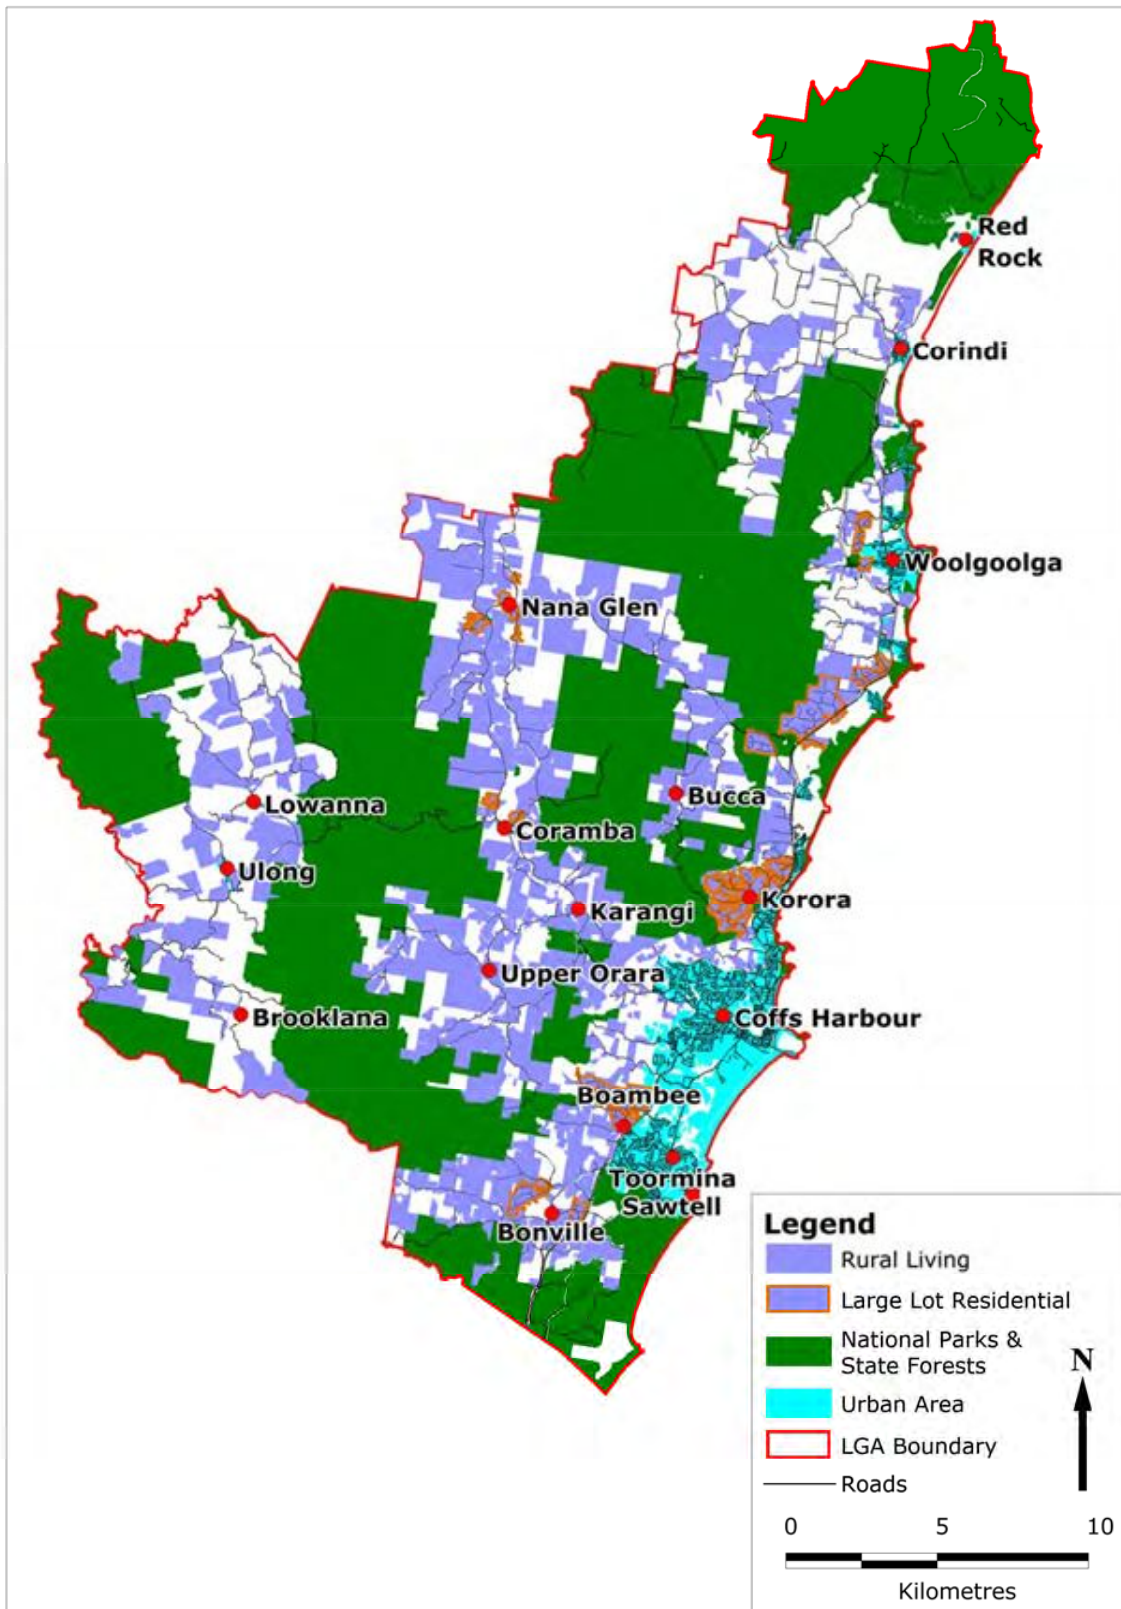 Red
Rock
Corindi
Woolgoolga
Nana Glen
Bucca
Lowanna
Coramba
Ulong
Korora
Karangi
Upper Orara
Brooklana
Coffs Harbour
Boambee
Toormina
Sawtell
Bonville
Legend
Rural Living
Large Lot Residential
National Parks &
State Forests
Urban Area
LGA Boundary
Roads
N
0 5 10
Kilometres